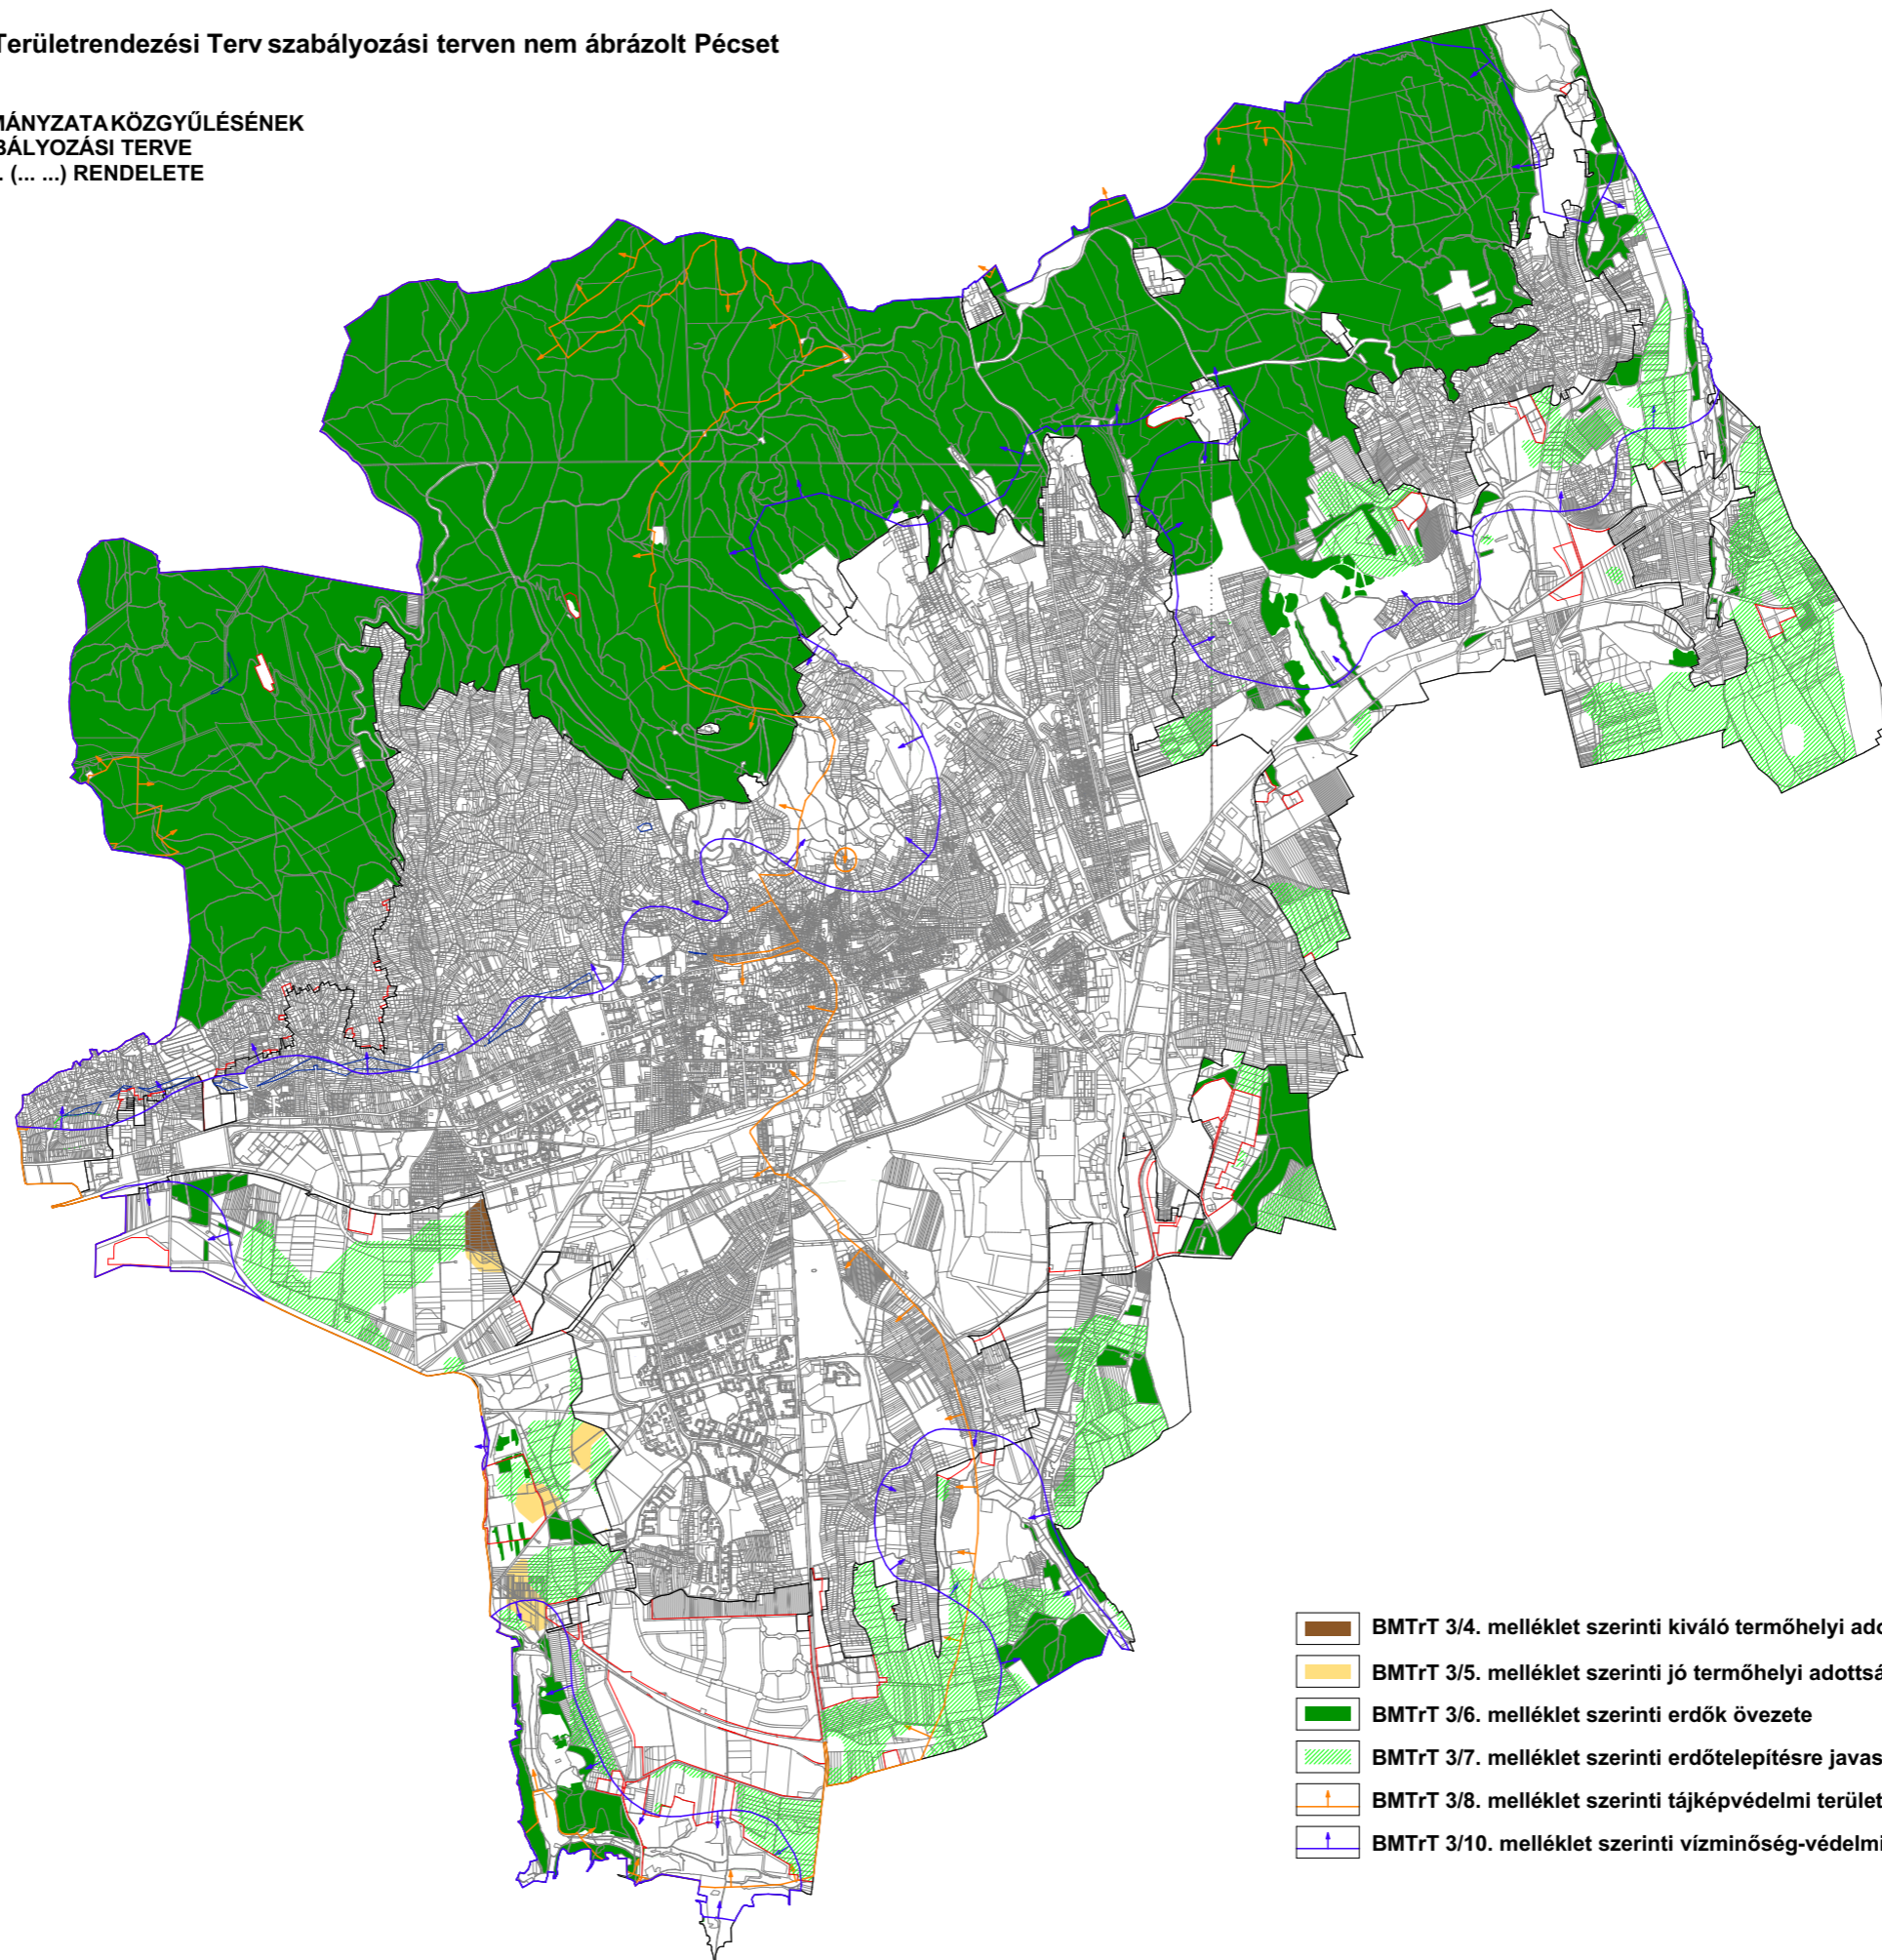 Területrendezési Terv szabályozási terven nem ábrázolt Pécset
MÁNYZATA KÖZGYŰLÉSÉNEK
BÁLYOZÁSI TERVE
. (... ...) RENDELETE
BMTrT 3/4. melléklet szerinti kiváló termőhelyi ado
BMTrT 3/5. melléklet szerinti jó termőhelyi adottsá
BMTrT 3/6. melléklet szerinti erdők övezete
BMTrT 3/7. melléklet szerinti erdőtelepítésre javas
BMTrT 3/8. melléklet szerinti tájképvédelmi terület
BMTrT 3/10. melléklet szerinti vízminőség-védelmi